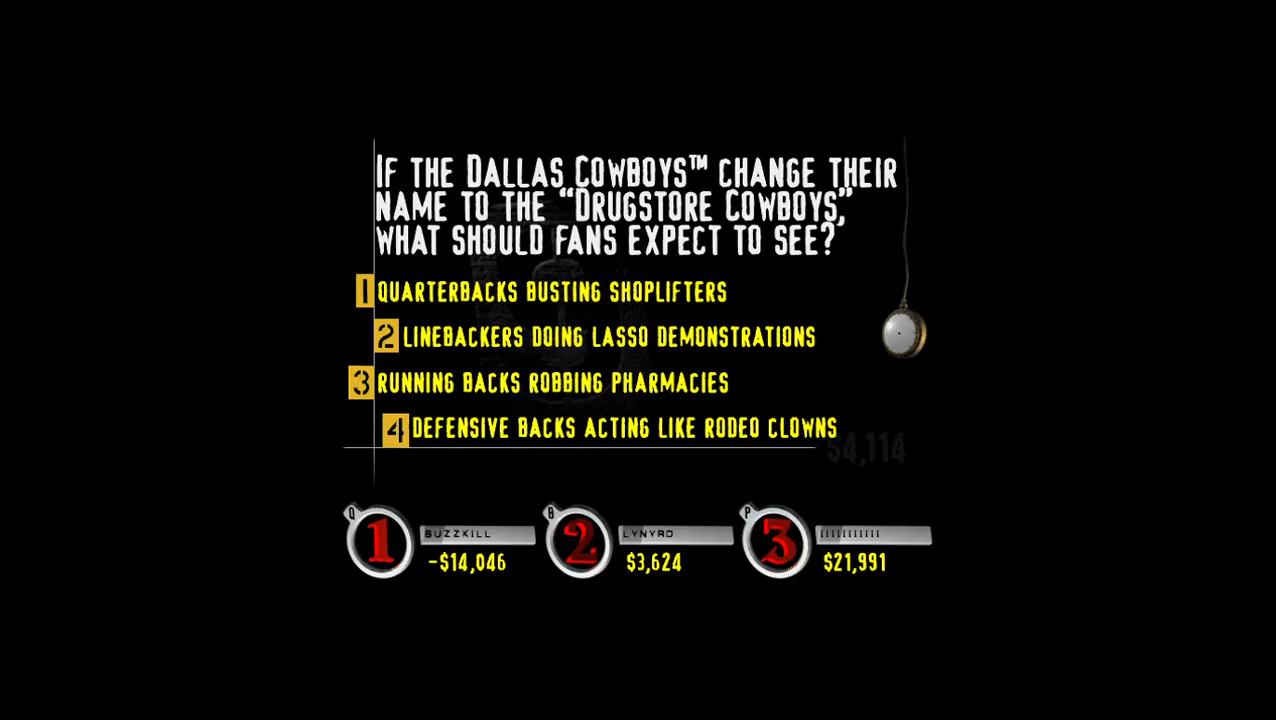 IF THE DALLAS COWBOYS™ CHANGE THEIR
NAME TO THE “DRUGSTORE COWBOYS,”
WHAT SHOULD FANS EXPECT TO SEE?
1 QUARTERBACKS BUSTING SHOPLIFTERS
2 LINEBACKERS DOING LASSO DEMONSTRATIONS
3 RUNNING BACKS ROBBING PHARMACIES
4 DEFENSIVE BACKS ACTING LIKE RODEO CLOWNS
$4,114
Q 1 BUZZKILL
-$14,046
B 2 LYNYRD
$3,624
P 3 IIIIIIIIIII
$21,991